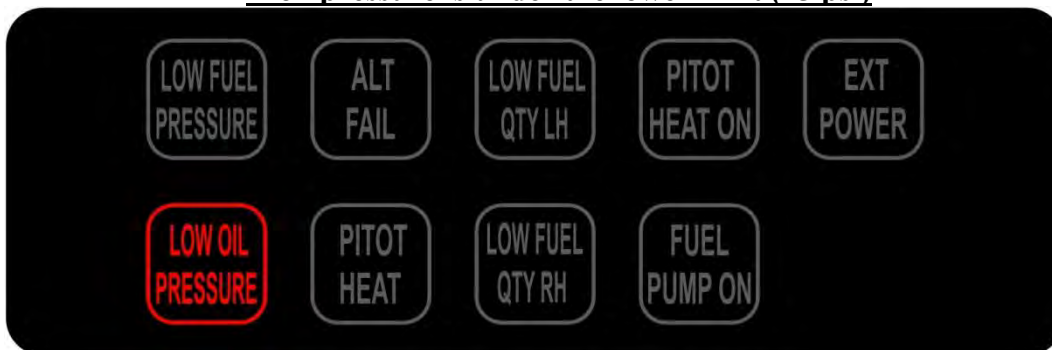 LOW FUEL
PRESSURE
ALT
FAIL
LOW FUEL
QTY LH
PITOT
HEAT ON
EXT
POWER
LOW OIL
PRESSURE
PITOT
HEAT
LOW FUEL
QTY RH
FUEL
PUMP ON